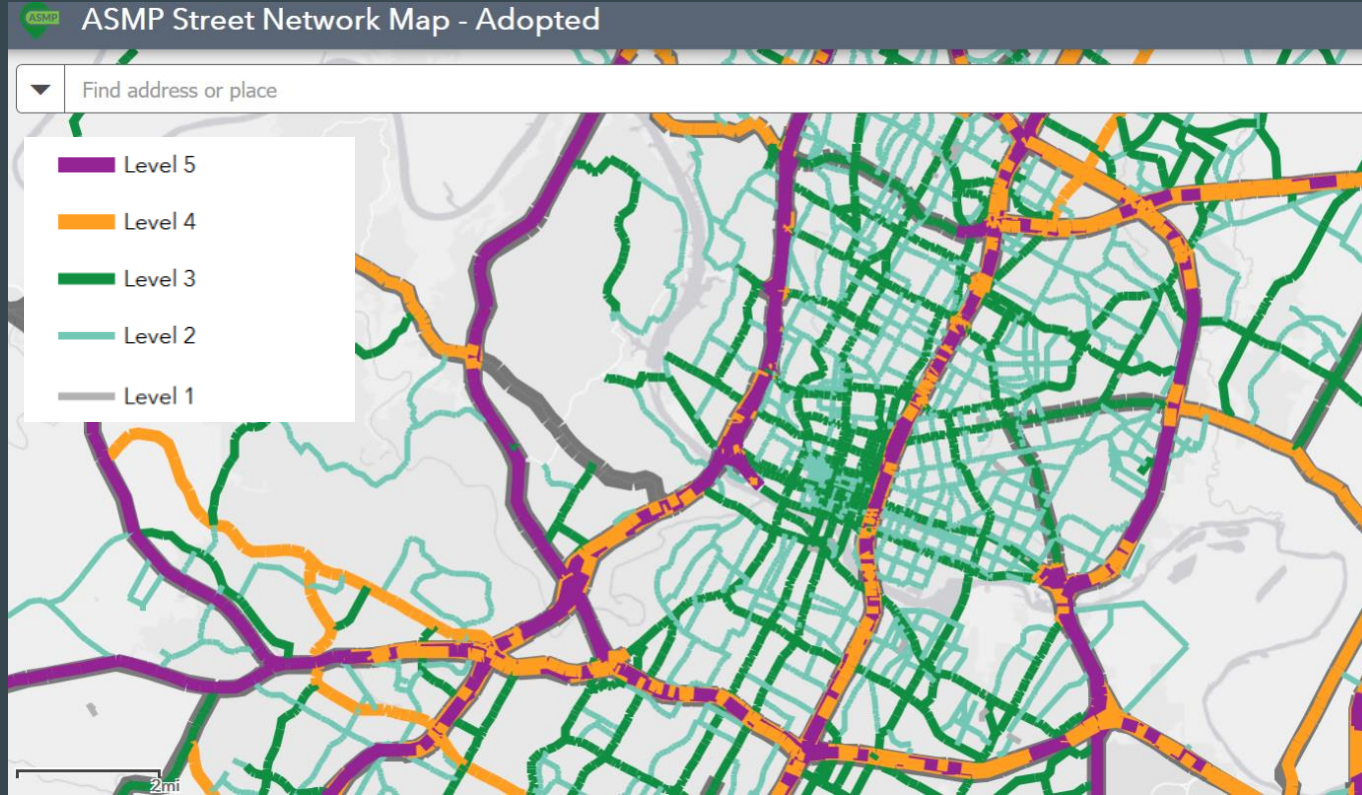 ASMP
ASMP Street Network Map - Adopted
Find address or place
Level 5
Level 4
Level 3
Level 2
Level 1
2mi